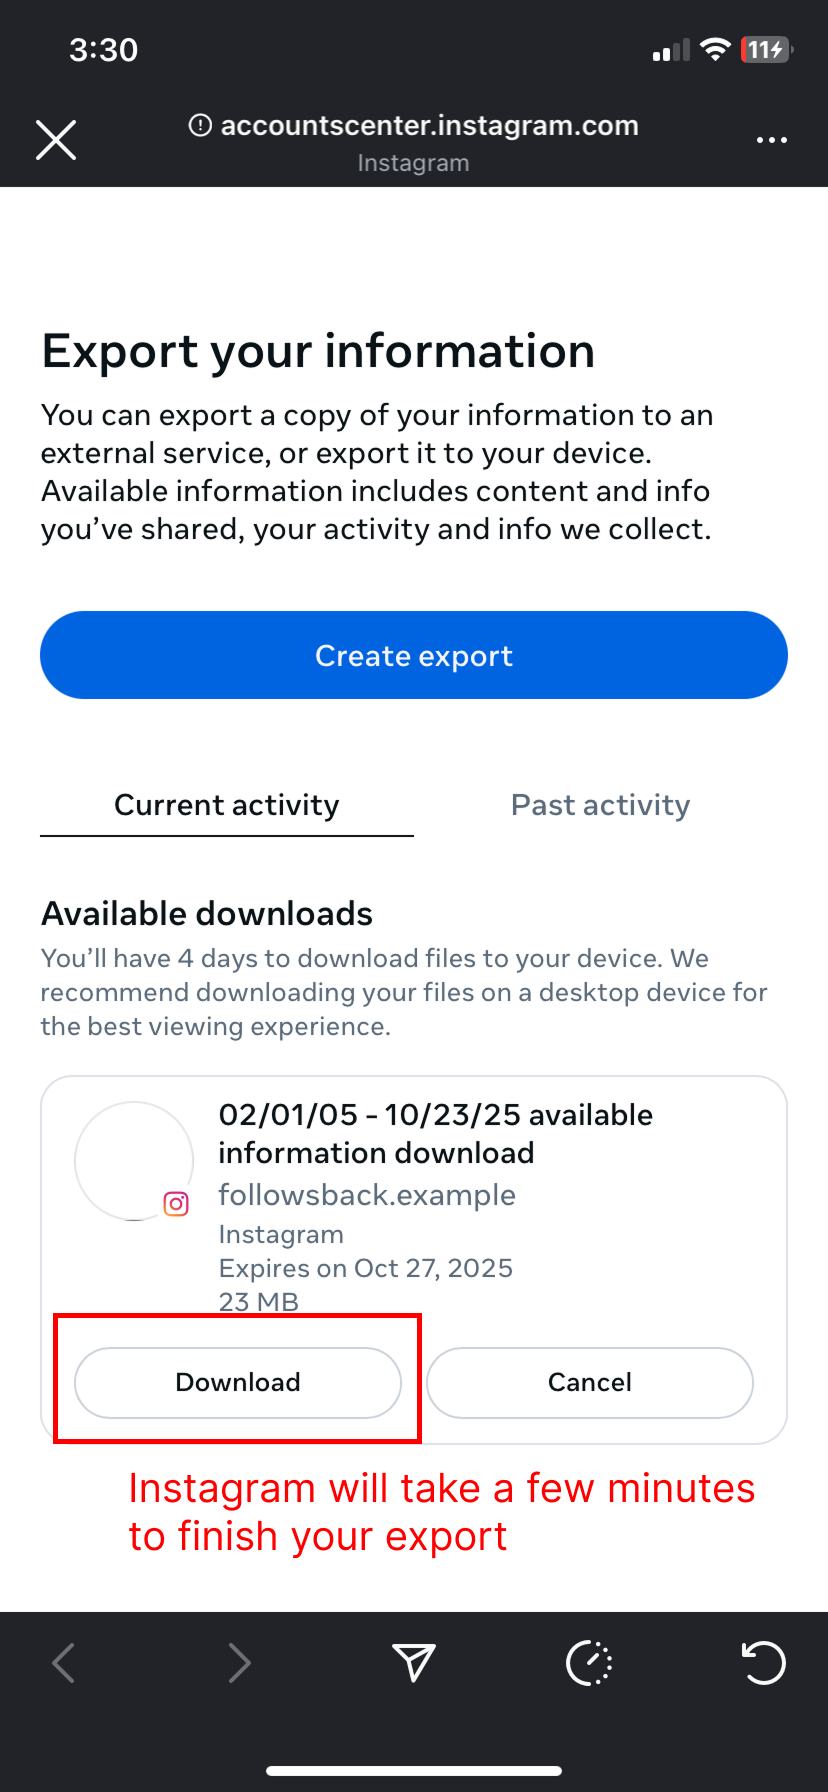 3:30
11
accountscenter.instagram.com
Instagram
Export your information
You can export a copy of your information to an
external service, or export it to your device.
Available information includes content and info
you’ve shared, your activity and info we collect.
Create export
Current activity
Past activity
Available downloads
You’ll have 4 days to download files to your device. We
recommend downloading your files on a desktop device for
the best viewing experience.
02/01/05 - 10/23/25 available
information download
followsback.example
Instagram
Expires on Oct 27, 2025
23 MB
Download
Cancel
Instagram will take a few minutes
to finish your export